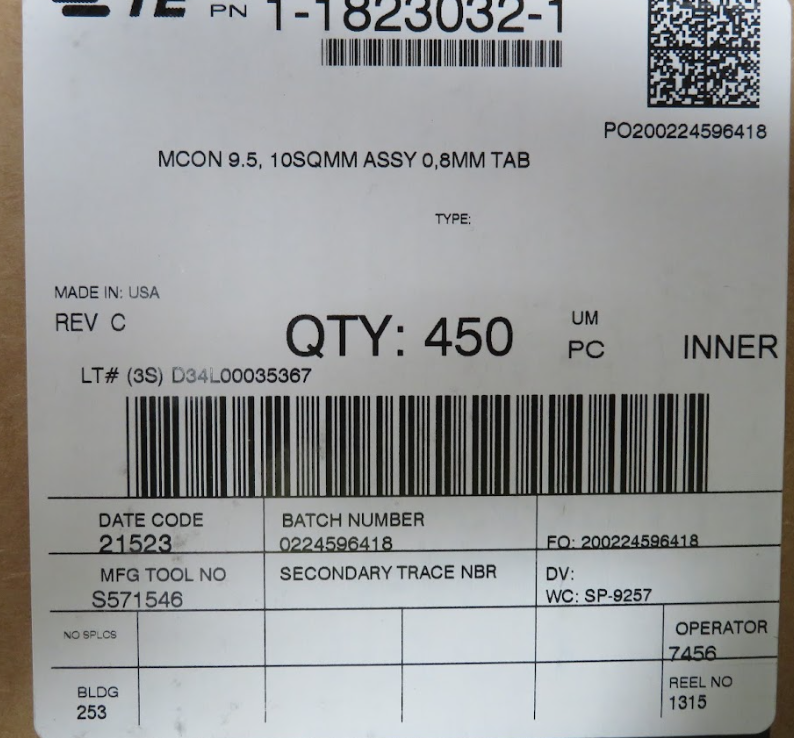 TE PN 1-1823032-1
PO200224596418
MCON 9.5, 10SQMM ASSY 0,8MM TAB
TYPE:
MADE IN: USA
REV C
QTY: 450
UM
PC
INNER
LT# (3S) D34L00035367
DATE CODE
21523
BATCH NUMBER
0224596418
FO: 200224596418
MFG TOOL NO
S571546
SECONDARY TRACE NBR
DV:
WC: SP-9257
NO SPLCS
OPERATOR
7456
BLDG
253
REEL NO
1315